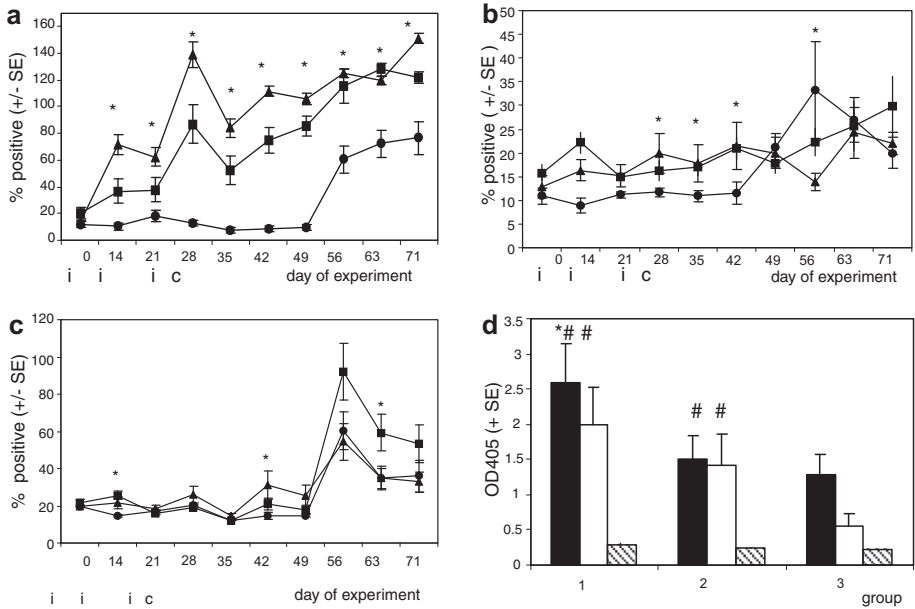 a
% positive (+/- SE)
160
140
120
100
80
60
40
20
0
* * * * * * * * *
0 14 21 28 35 42 49 56 63 71
i i i c day of experiment
b
% positive (+/- SE )
50
45
40
35
30
25
20
15
10
5
0
* * * *
0 14 21 28 35 42 49 56 63 71
i i i c day of experiment
c
% positive (+/- SE)
120
100
80
60
40
20
0
* * *
0 14 21 28 35 42 49 56 63 71
i i i c day of experiment
d
OD405 (+ SE)
3.5
3
2.5
2
1.5
1
0.5
0
*# #
# #
1 2 3
group